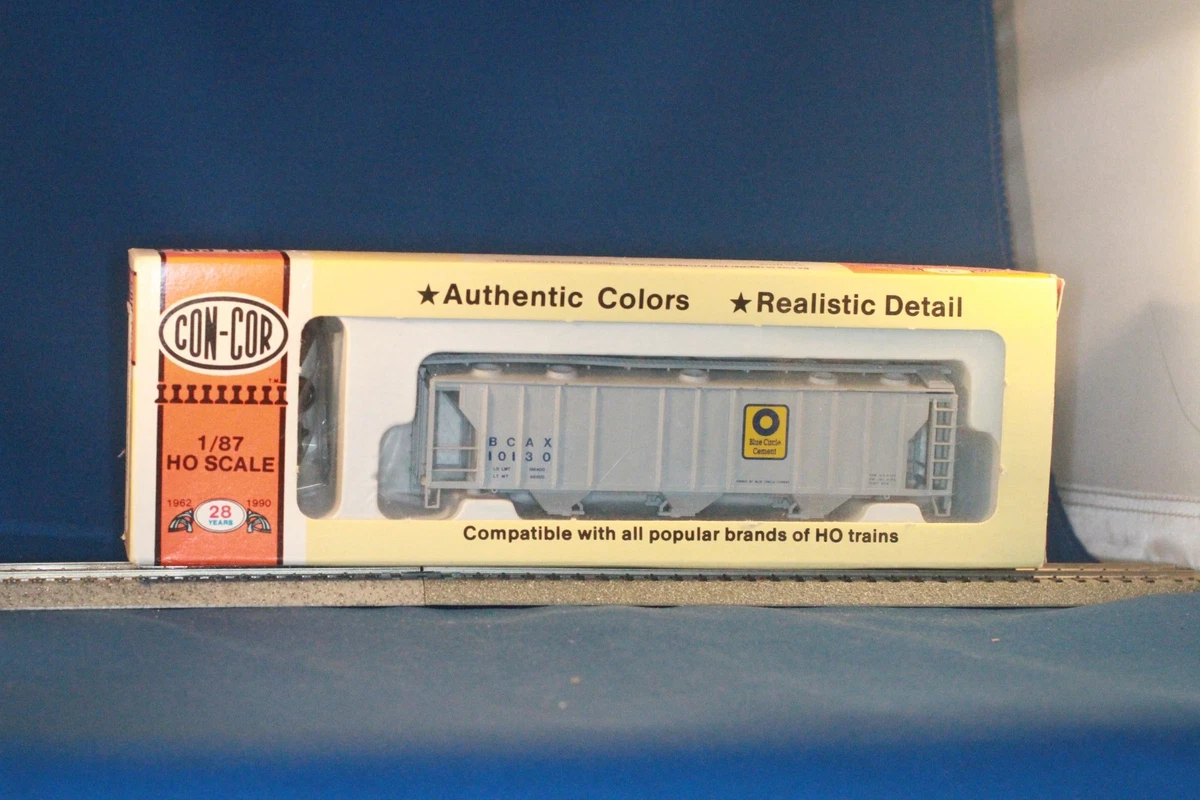 ★Authentic Colors ★Realistic Detail
CON-COR
TM
1/87
HO SCALE
1962 1990
28
YEARS
BCAX
10130
Blue Circle
Cement
Compatible with all popular brands of HO trains